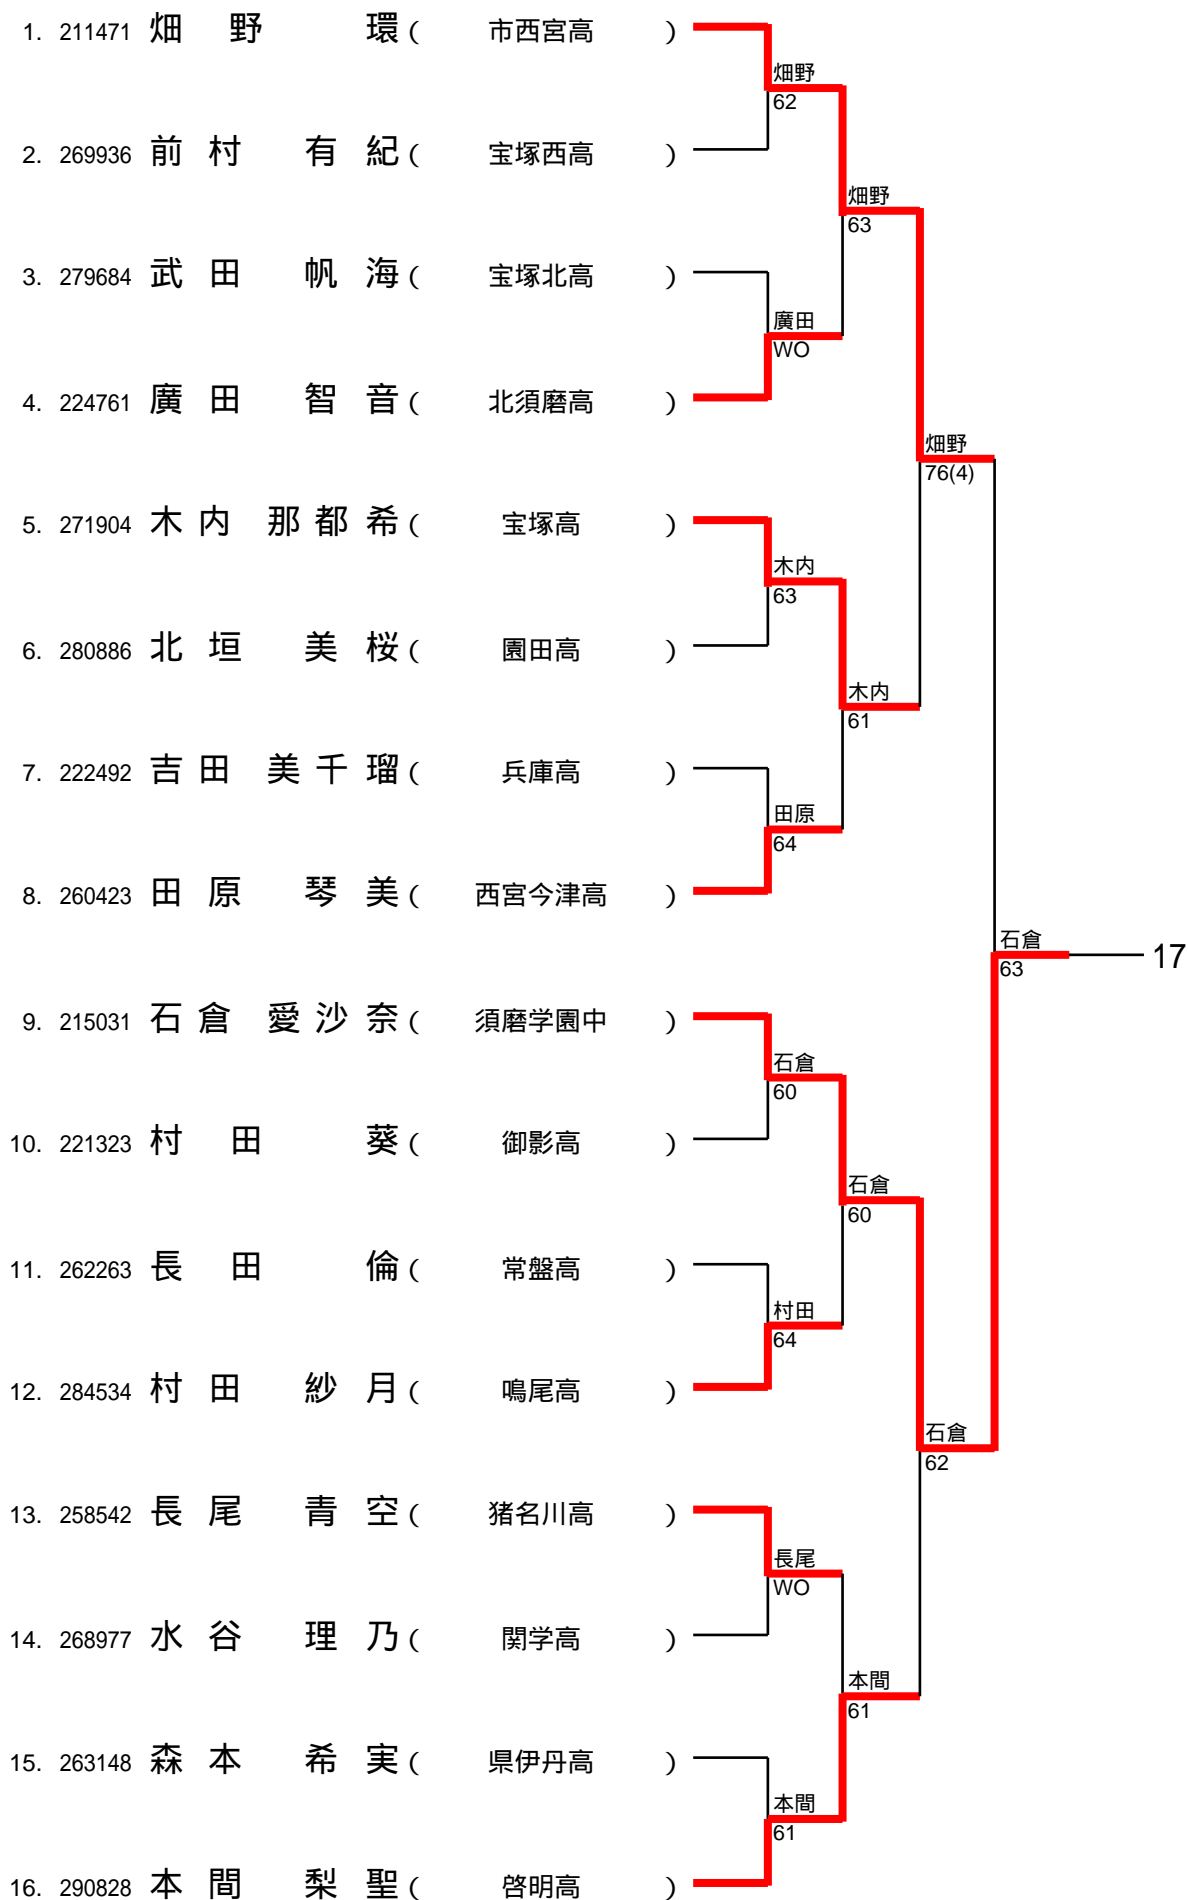 1. 211471 畑野 環 ( 市西宮高 )
畑野
62
2. 269936 前村 有紀 ( 宝塚西高 )
畑野
63
3. 279684 武田 帆海 ( 宝塚北高 )
廣田
WO
4. 224761 廣田 智音 ( 北須磨高 )
畑野
76(4)
5. 271904 木内 那都希 ( 宝塚高 )
木内
63
6. 280886 北垣 美桜 ( 園田高 )
木内
61
7. 222492 吉田 美千瑠 ( 兵庫高 )
田原
64
8. 260423 田原 琴美 ( 西宮今津高 )
石倉
63
17
9. 215031 石倉 愛沙奈 ( 須磨学園中 )
石倉
60
10. 221323 村田 葵 ( 御影高 )
石倉
60
11. 262263 長田 倫 ( 常盤高 )
村田
64
12. 284534 村田 紗月 ( 鳴尾高 )
石倉
62
13. 258542 長尾 青空 ( 猪名川高 )
長尾
WO
14. 268977 水谷 理乃 ( 関学高 )
本間
61
15. 263148 森本 希実 ( 県伊丹高 )
本間
61
16. 290828 本間 梨聖 ( 啓明高 )